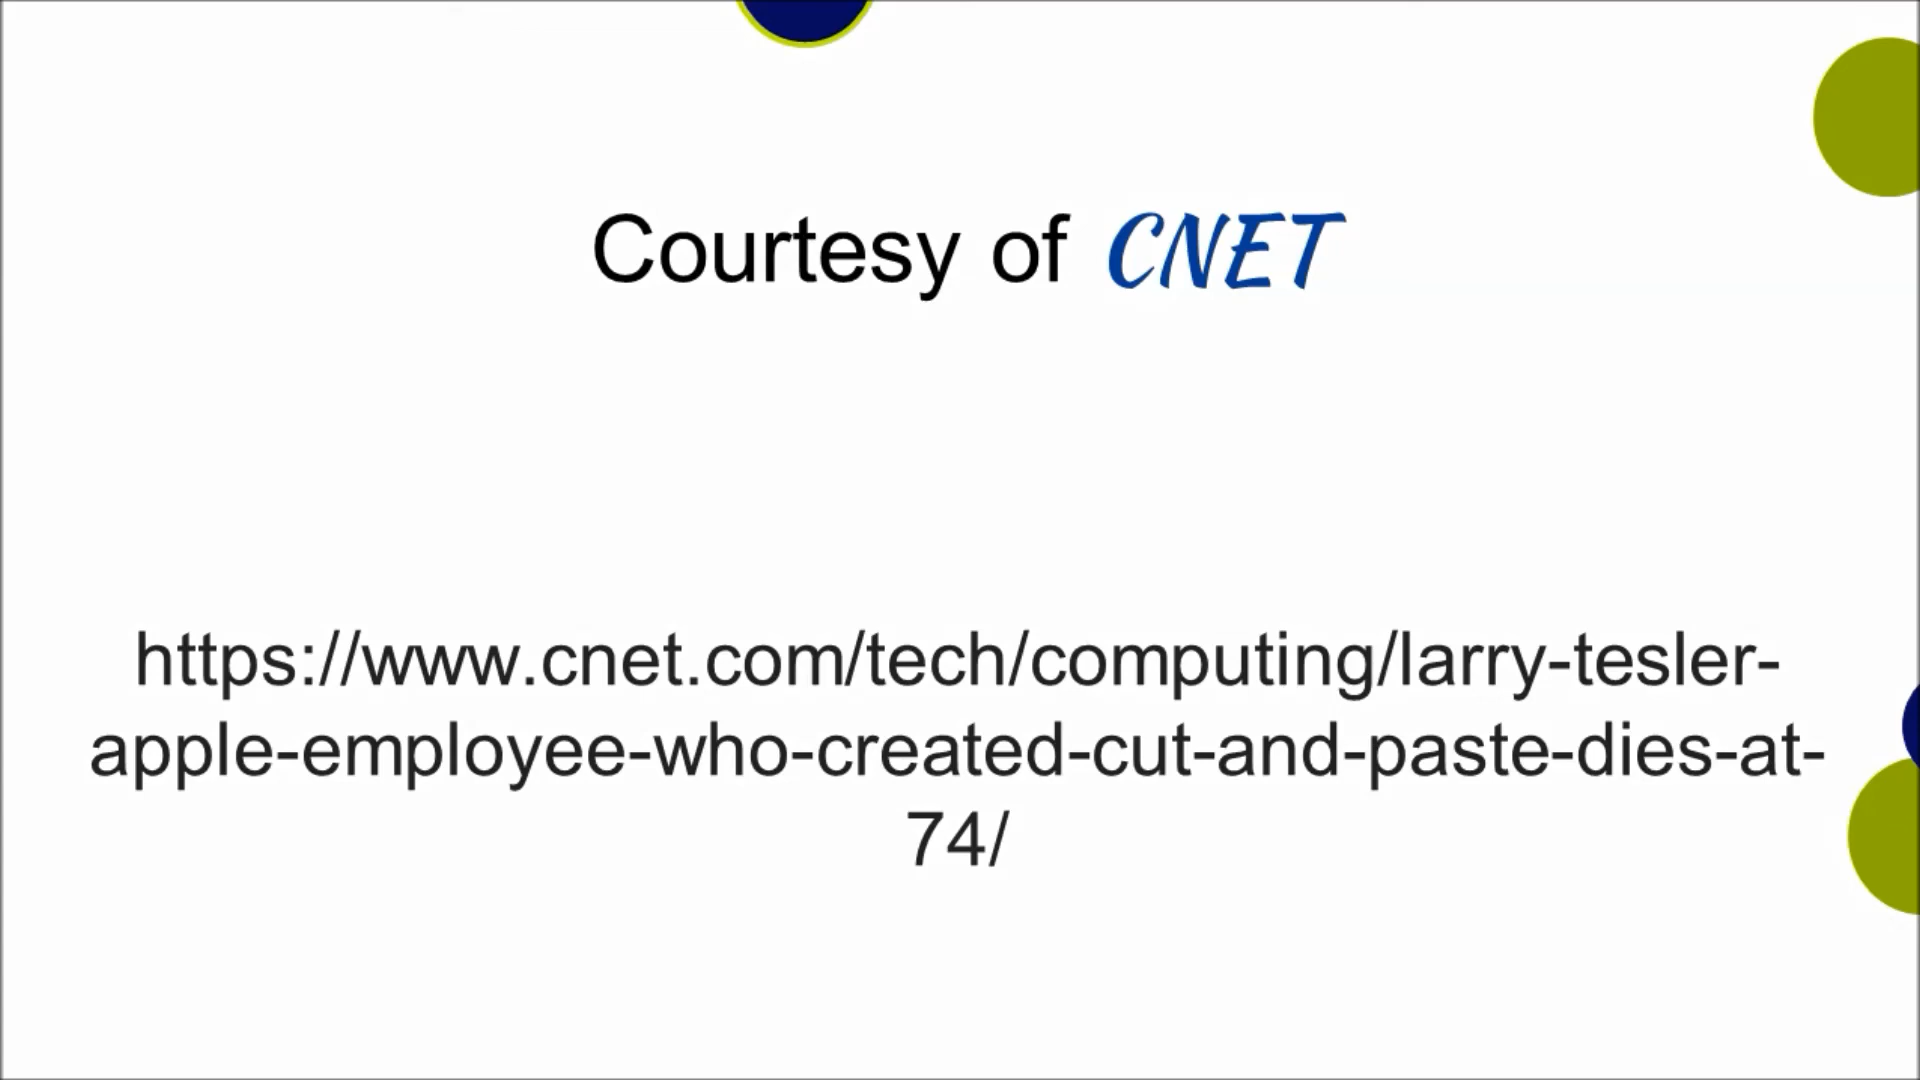 Courtesy of CNET
https://www.cnet.com/tech/computing/larry-tesler-
apple-employee-who-created-cut-and-paste-dies-at-
74/